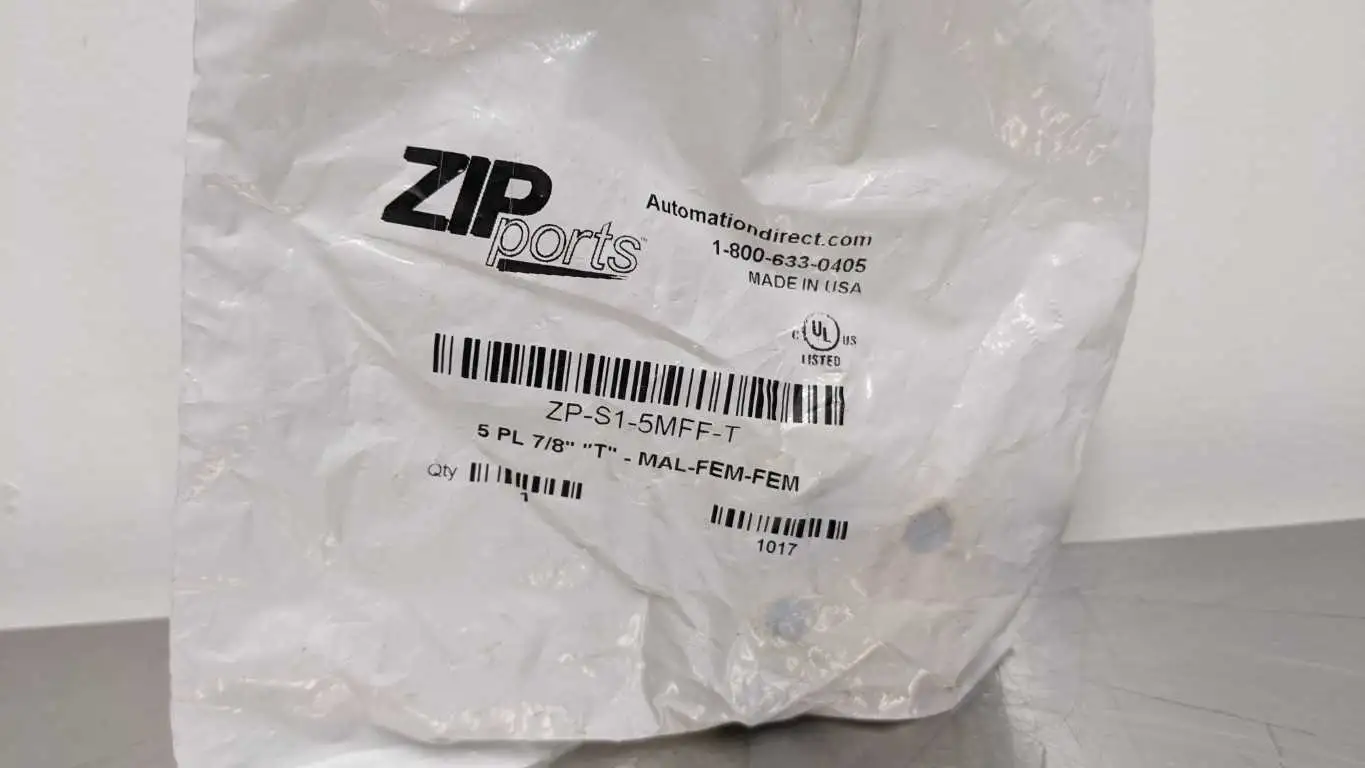 ZIP
ports™
Automationdirect.com
1-800-633-0405
MADE IN USA
C UL US
LISTED
ZP-S1-5MFF-T
5 PL 7/8" "T" - MAL-FEM-FEM
Qty
1
1017